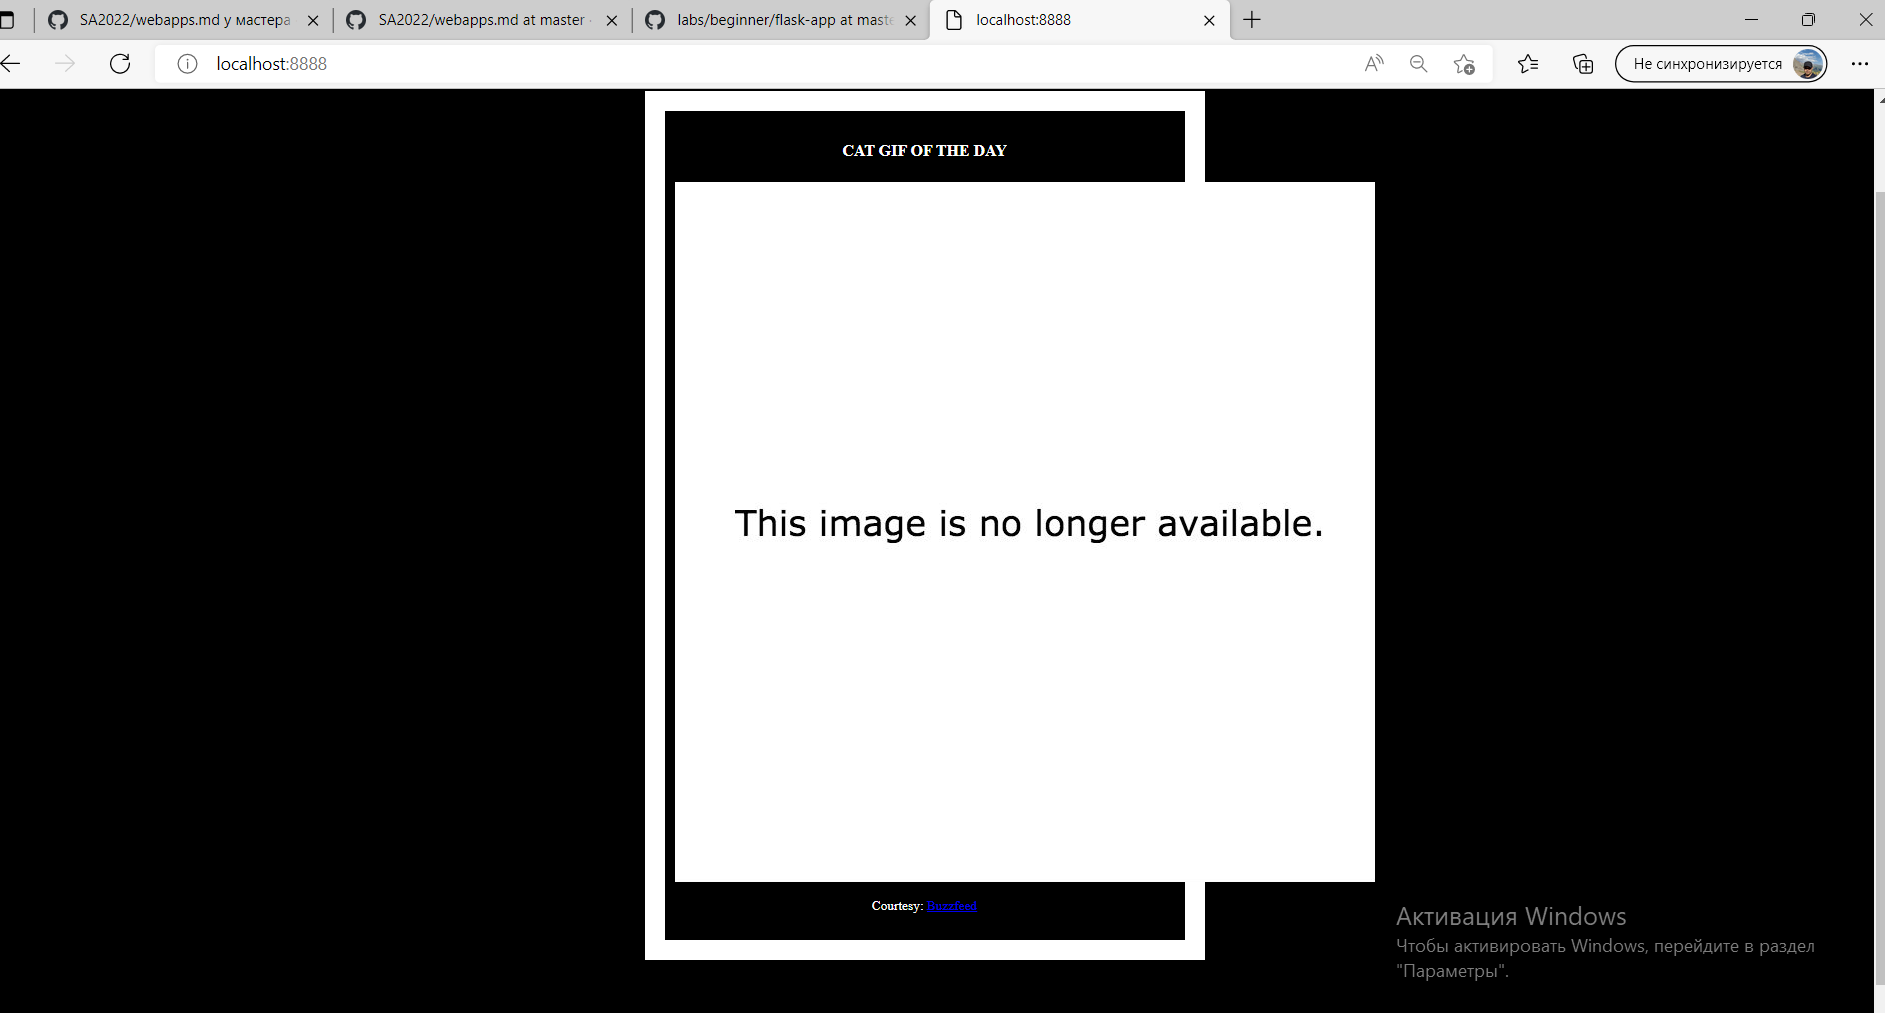 SA2022/webapps.md у мастера
SA2022/webapps.md at master
labs/beginner/flask-app at maste
localhost:8888
localhost:8888
Не синхронизируется
CAT GIF OF THE DAY
This image is no longer available.
Courtesy: Buzzfeed
Активация Windows
Чтобы активировать Windows, перейдите в раздел
"Параметры".